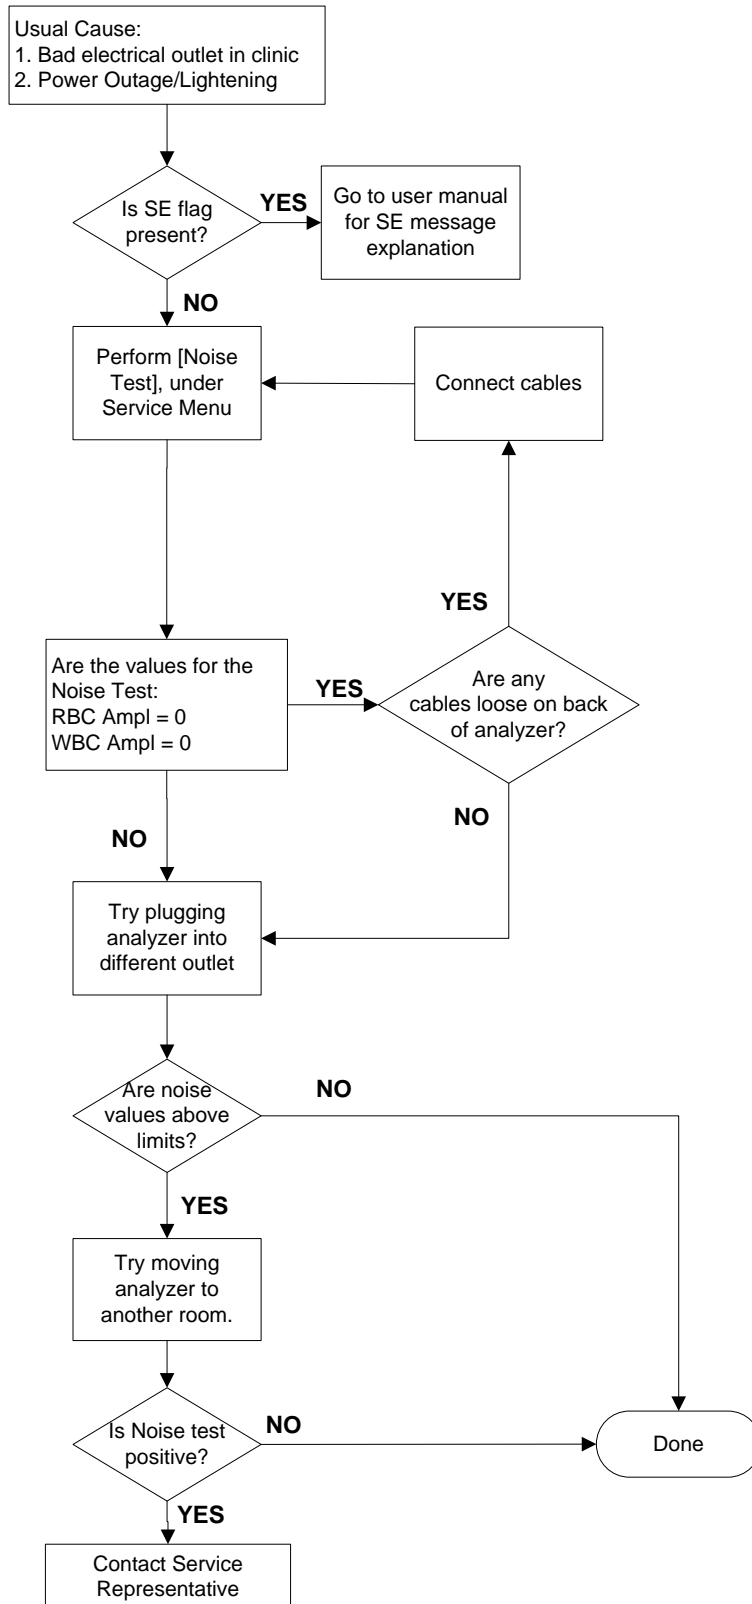 Usual Cause:
1. Bad electrical outlet in clinic
2. Power Outage/Lightening
Is SE flag
present?
YES
Go to user manual
for SE message
explanation
NO
Perform [Noise
Test], under
Service Menu
Connect cables
YES
Are the values for the
Noise Test:
RBC Ampl = 0
WBC Ampl = 0
YES
Are any
cables loose on back
of analyzer?
NO
NO
Try plugging
analyzer into
different outlet
Are noise
values above
limits?
NO
YES
Try moving
analyzer to
another room.
Is Noise test
positive?
NO
Done
YES
Contact Service
Representative